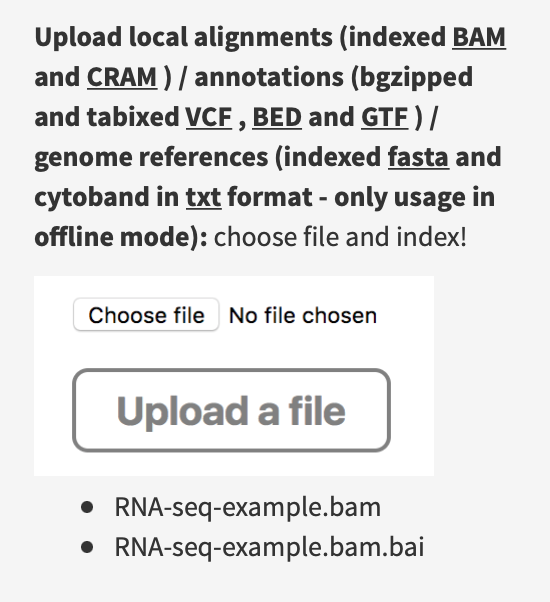 Upload local alignments (indexed BAM
and CRAM ) / annotations (bgzipped
and tabixed VCF , BED and GTF ) /
genome references (indexed fasta and
cytoband in txt format - only usage in
offline mode): choose file and index!
Choose file No file chosen
Upload a file
• RNA-seq-example.bam
• RNA-seq-example.bam.bai